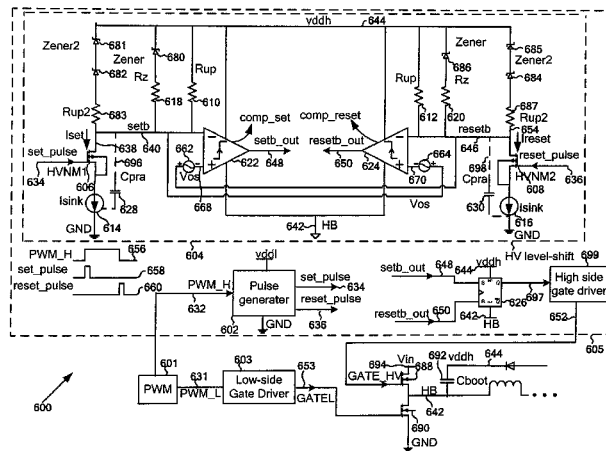 vddh 644
Zener2 681
682
Zener 680
Rz
618
Rup
610
Rup2 683
Iset
set_pulse
634
HVNM1
606
638
setb
640
696
Cpra
628
isink
614
GND
comp_set
662
Vos
668
622
setb_out
648
comp_reset
resetb_out
650
624
664
670
Vos
Rup
612
Zener
686
Rz
620
685
Zener2
684
687
Rup2
654
Ireset
resetb
646
reset_pulse
636
HVNM2
608
698
Cpra
630
isink
616
GND
642 HB
604
HV level-shift
PWM_H 656
set_pulse 658
reset_pulse 660
PWM_H
632
vddl
Pulse generater
602
GND
set_pulse
634
reset_pulse
636
setb_out
648
644 vddh
resetb_out
650
642
HB
S Q
R
626
697
699
High side gate driver
652
605
600
601
PWM
631
PWM_L
603
Low-side Gate Driver
653
GATEL
694 Vin
688
GATE_HV
692 vddh
644
Cboot
HB
642
690
GND